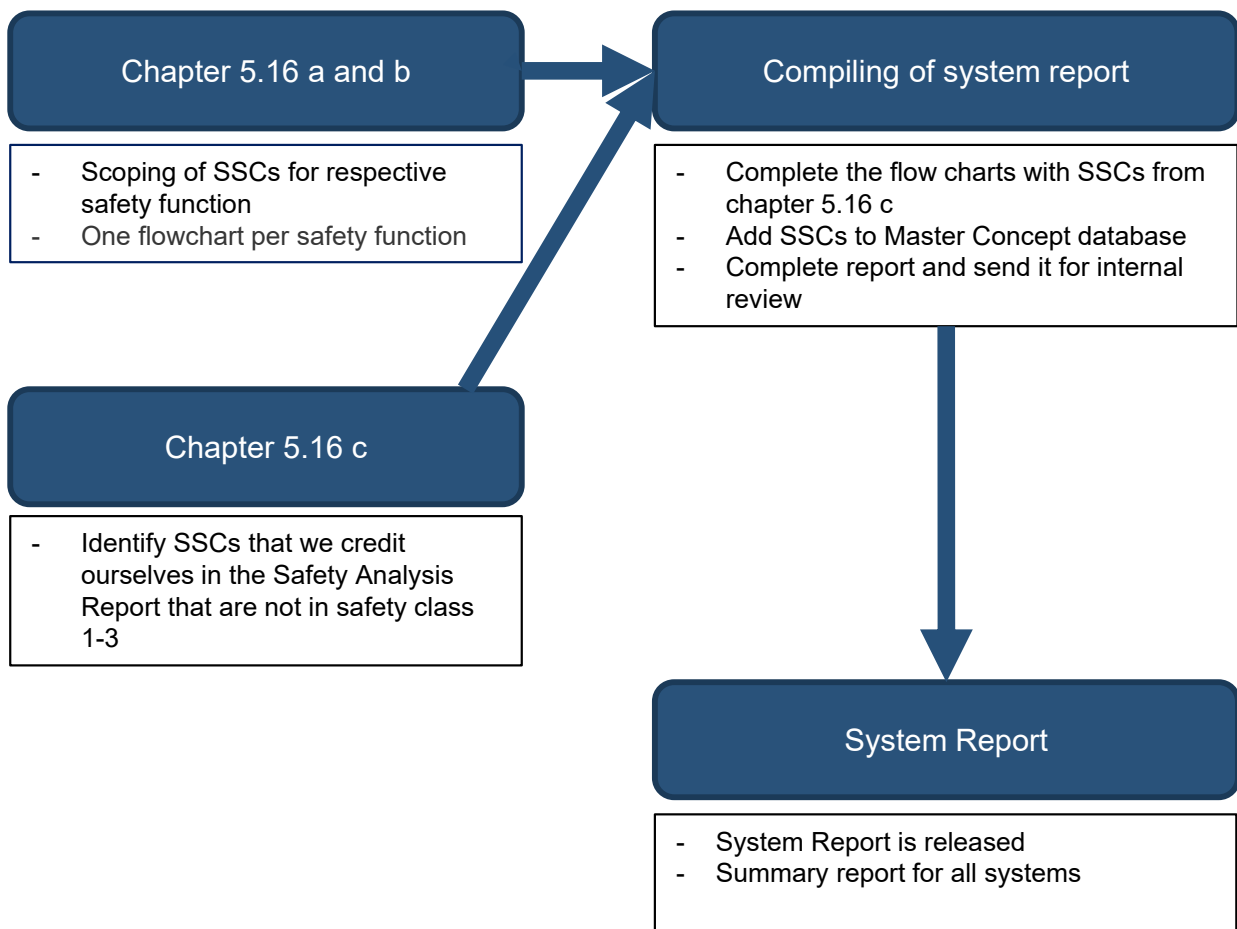 Chapter 5.16 a and b
- Scoping of SSCs for respective
safety function
- One flowchart per safety function
Compiling of system report
- Complete the flow charts with SSCs from
chapter 5.16 c
- Add SSCs to Master Concept database
- Complete report and send it for internal
review
Chapter 5.16 c
- Identify SSCs that we credit
ourselves in the Safety Analysis
Report that are not in safety class
1-3
System Report
- System Report is released
- Summary report for all systems